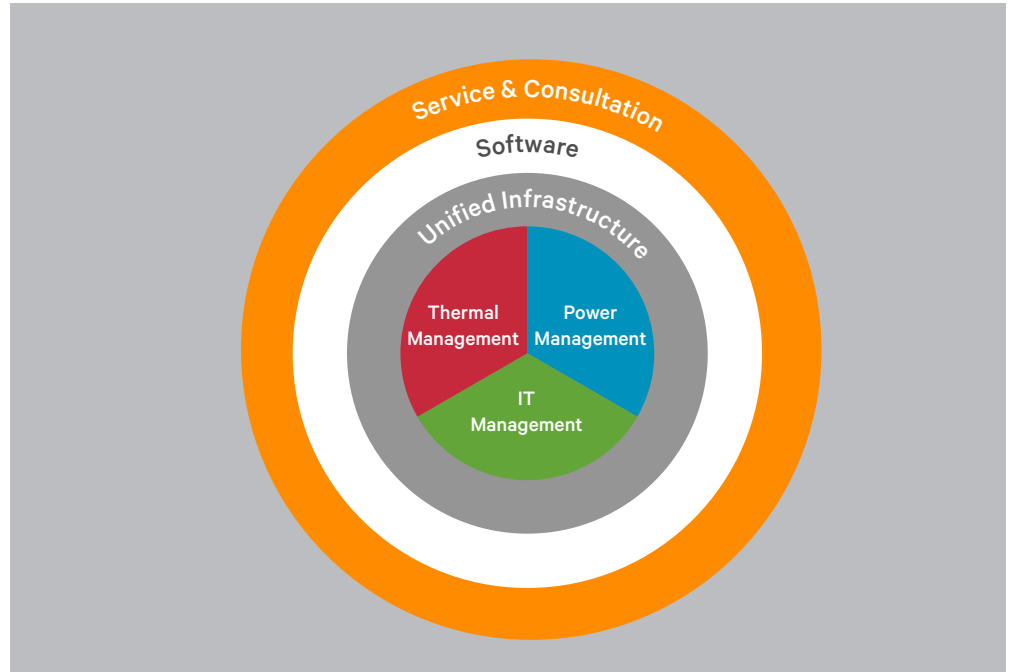 Service & Consultation
Software
Unified Infrastructure
Thermal
Management
Power
Management
IT
Management